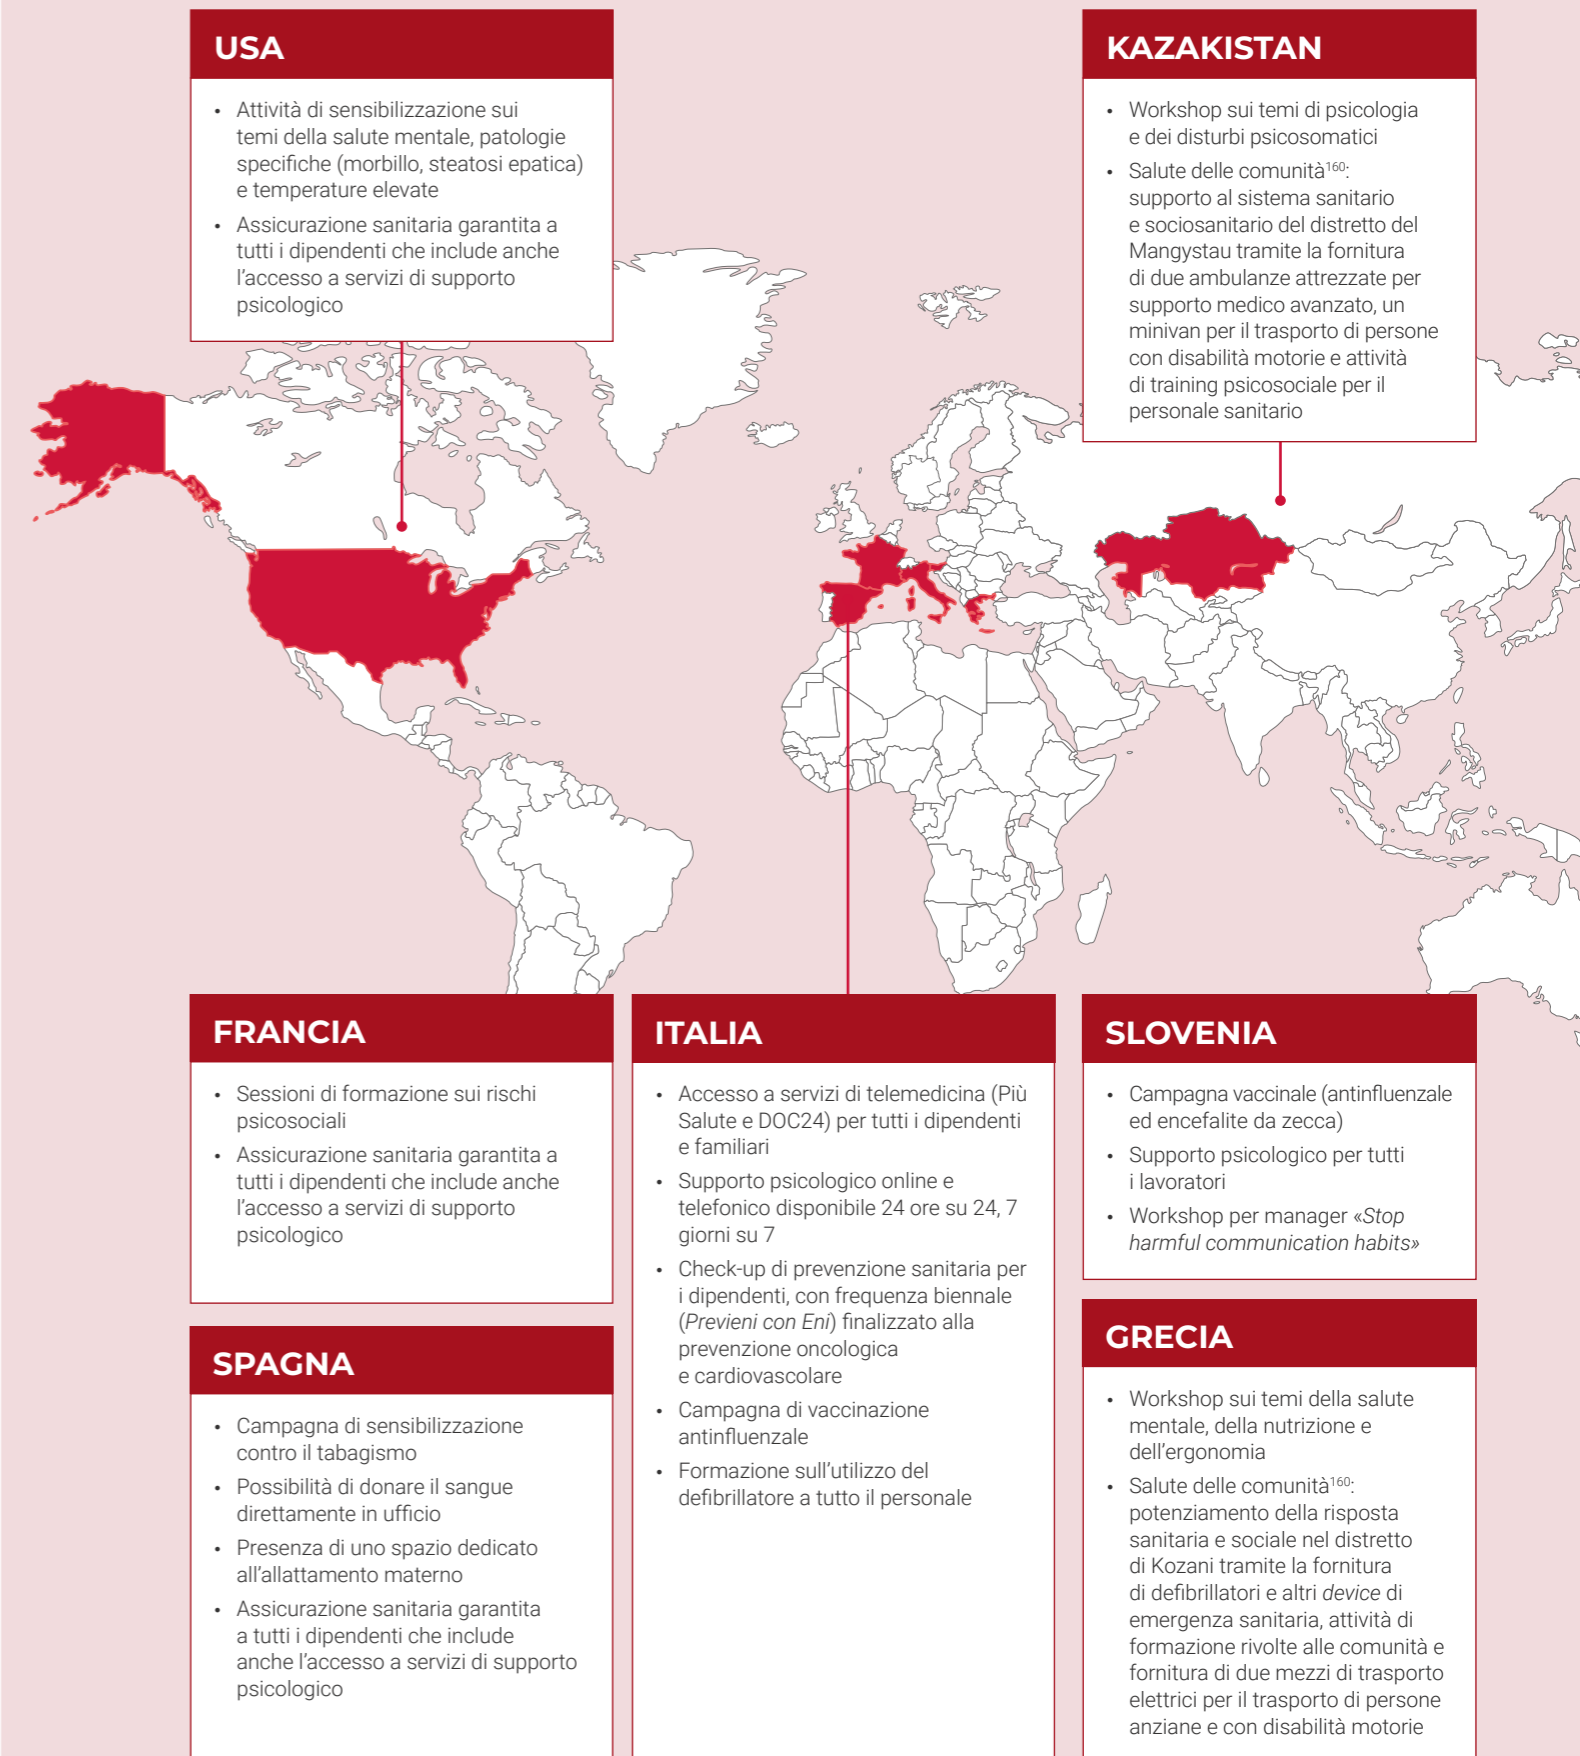 USA
• Attività di sensibilizzazione sui
temi della salute mentale, patologie
specifiche (morbillo, steatosi epatica)
e temperature elevate
• Assicurazione sanitaria garantita a
tutti i dipendenti che include anche
l'accesso a servizi di supporto
psicologico
KAZAKISTAN
• Workshop sui temi di psicologia
e dei disturbi psicosomatici
• Salute delle comunità¹⁶⁰:
supporto al sistema sanitario
e sociosanitario del distretto del
Mangystau tramite la fornitura
di due ambulanze attrezzate per
supporto medico avanzato, un
minivan per il trasporto di persone
con disabilità motorie e attività
di training psicosociale per il
personale sanitario
FRANCIA
• Sessioni di formazione sui rischi
psicosociali
• Assicurazione sanitaria garantita a
tutti i dipendenti che include anche
l'accesso a servizi di supporto
psicologico
SPAGNA
• Campagna di sensibilizzazione
contro il tabagismo
• Possibilità di donare il sangue
direttamente in ufficio
• Presenza di uno spazio dedicato
all'allattamento materno
• Assicurazione sanitaria garantita
a tutti i dipendenti che include
anche l'accesso a servizi di supporto
psicologico
ITALIA
• Accesso a servizi di telemedicina (Più
Salute e DOC24) per tutti i dipendenti
e familiari
• Supporto psicologico online e
telefonico disponibile 24 ore su 24, 7
giorni su 7
• Check-up di prevenzione sanitaria per
i dipendenti, con frequenza biennale
(Previeni con Eni) finalizzato alla
prevenzione oncologica
e cardiovascolare
• Campagna di vaccinazione
antinfluenzale
• Formazione sull'utilizzo del
defibrillatore a tutto il personale
SLOVENIA
• Campagna vaccinale (antinfluenzale
ed encefalite da zecca)
• Supporto psicologico per tutti
i lavoratori
• Workshop per manager «Stop
harmful communication habits»
GRECIA
• Workshop sui temi della salute
mentale, della nutrizione e
dell'ergonomia
• Salute delle comunità¹⁶⁰:
potenziamento della risposta
sanitaria e sociale nel distretto
di Kozani tramite la fornitura
di defibrillatori e altri device di
emergenza sanitaria, attività di
formazione rivolte alle comunità e
fornitura di due mezzi di trasporto
elettrici per il trasporto di persone
anziane e con disabilità motorie